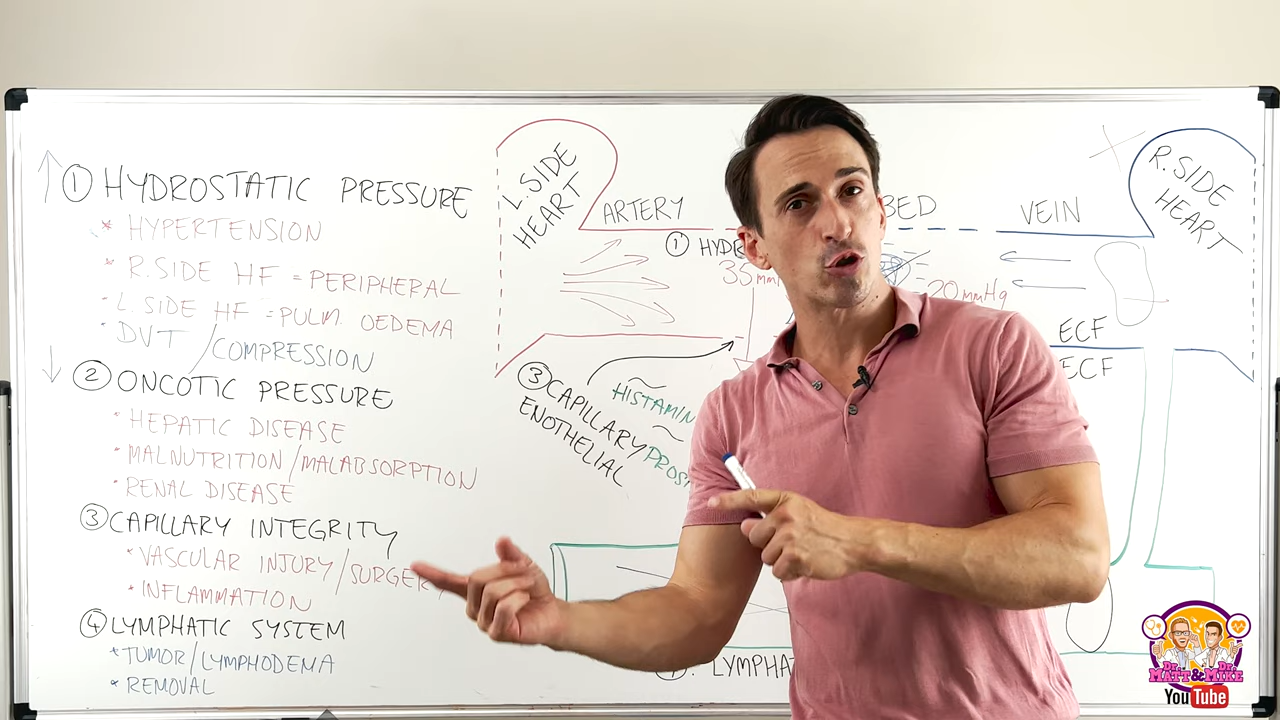 ① HYDROSTATIC PRESSURE
* HYPERTENSION
* R.SIDE HF = PERIPHERAL
L.SIDE HF = PULM. OEDEMA
DVT / COMPRESSION
② ONCOTIC PRESSURE
* HEPATIC DISEASE
* MALNUTRITION/MALABSORPTION
* RENAL DISEASE
③ CAPILLARY INTEGRITY
* VASCULAR INJURY/SURGERY
* INFLAMMATION
④ LYMPHATIC SYSTEM
* TUMOR/LYMPHODEMA
* REMOVAL
L.SIDE
HEART
ARTERY
BED
VEIN
R.SIDE
HEART
① HYDR
35mm
20mmHg
ECF
ECF
③ CAPILLARY
ENOTHELIAL
HISTAMIN
PROS
LYMPHA
Dr. Dr.
MATT & MIKE
YouTube